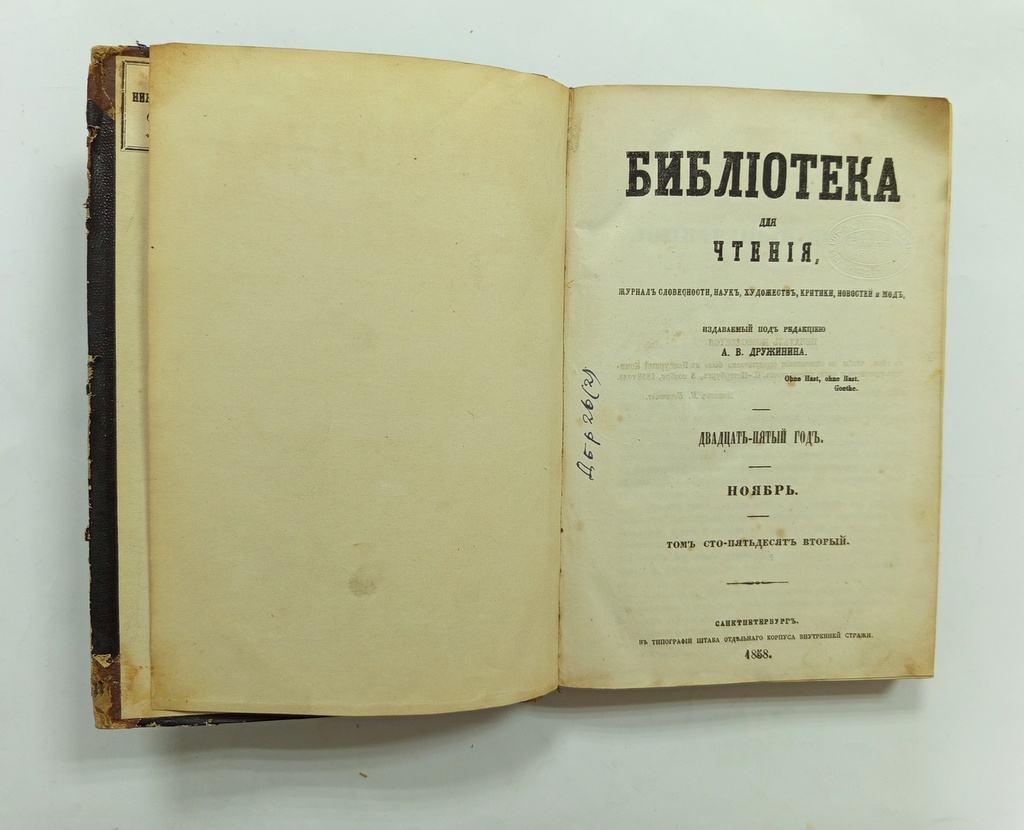 БИБЛІОТЕКА
ДЛЯ
ЧТЕНІЯ,
ЖУРНАЛЪ СЛОВЕСНОСТИ, НАУКЪ, ХУДОЖЕСТВЪ, КРИТИКИ, НОВОСТЕЙ и МОДЪ,
ИЗДАВАЕМЫЙ ПОДЪ РЕДАКЦІЕЮ
А. В. ДРУЖИНИНА.
Ohne Hast, ohne Rast.
Goethe.
ДВАДЦАТЬ-ПЯТЫЙ ГОДЪ.
НОЯБРЬ.
ТОМЪ СТО-ПЯТЬДЕСЯТЪ ВТОРЫЙ.
САНКТПЕТЕРБУРГЪ.
ВЪ ТИПОГРАФІИ ШТАБА ОТДѢЛЬНАГО КОРПУСА ВНУТРЕННЕЙ СТРАЖИ.
1858.